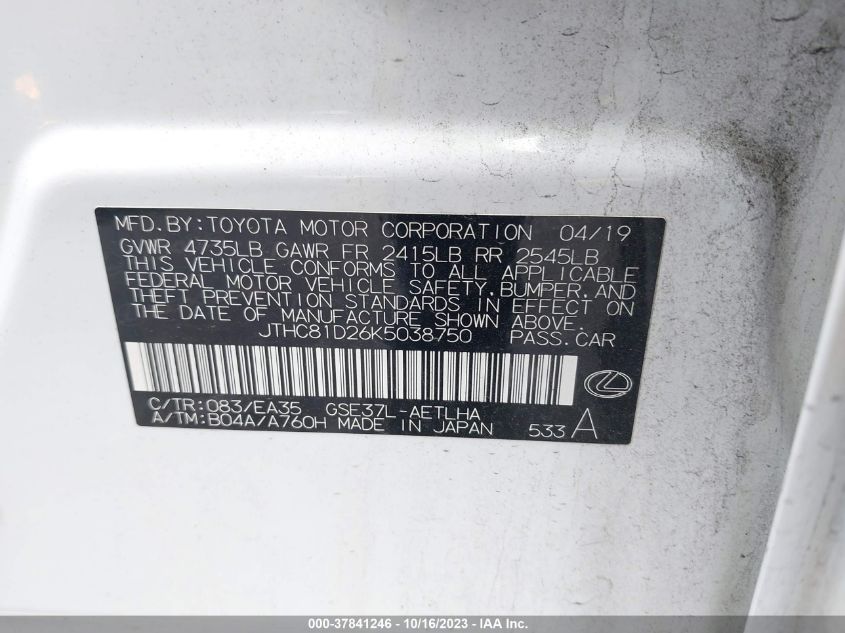 MFD.BY:TOYOTA MOTOR CORPORATION 04/19
GVWR 4735LB GAWR FR 2415LB RR 2545LB
THIS VEHICLE CONFORMS TO ALL APPLICABLE
FEDERAL MOTOR VEHICLE SAFETY,BUMPER,AND
THEFT PREVENTION STANDARDS IN EFFECT ON
THE DATE OF MANUFACTURE SHOWN ABOVE.
JTHC81D26K5038750 PASS.CAR
C/TR:083/EA35 GSE37L-AETLHA
A/TM:B04A/A760H MADE IN JAPAN 533 A
000-37841246 - 10/16/2023 - IAA Inc.